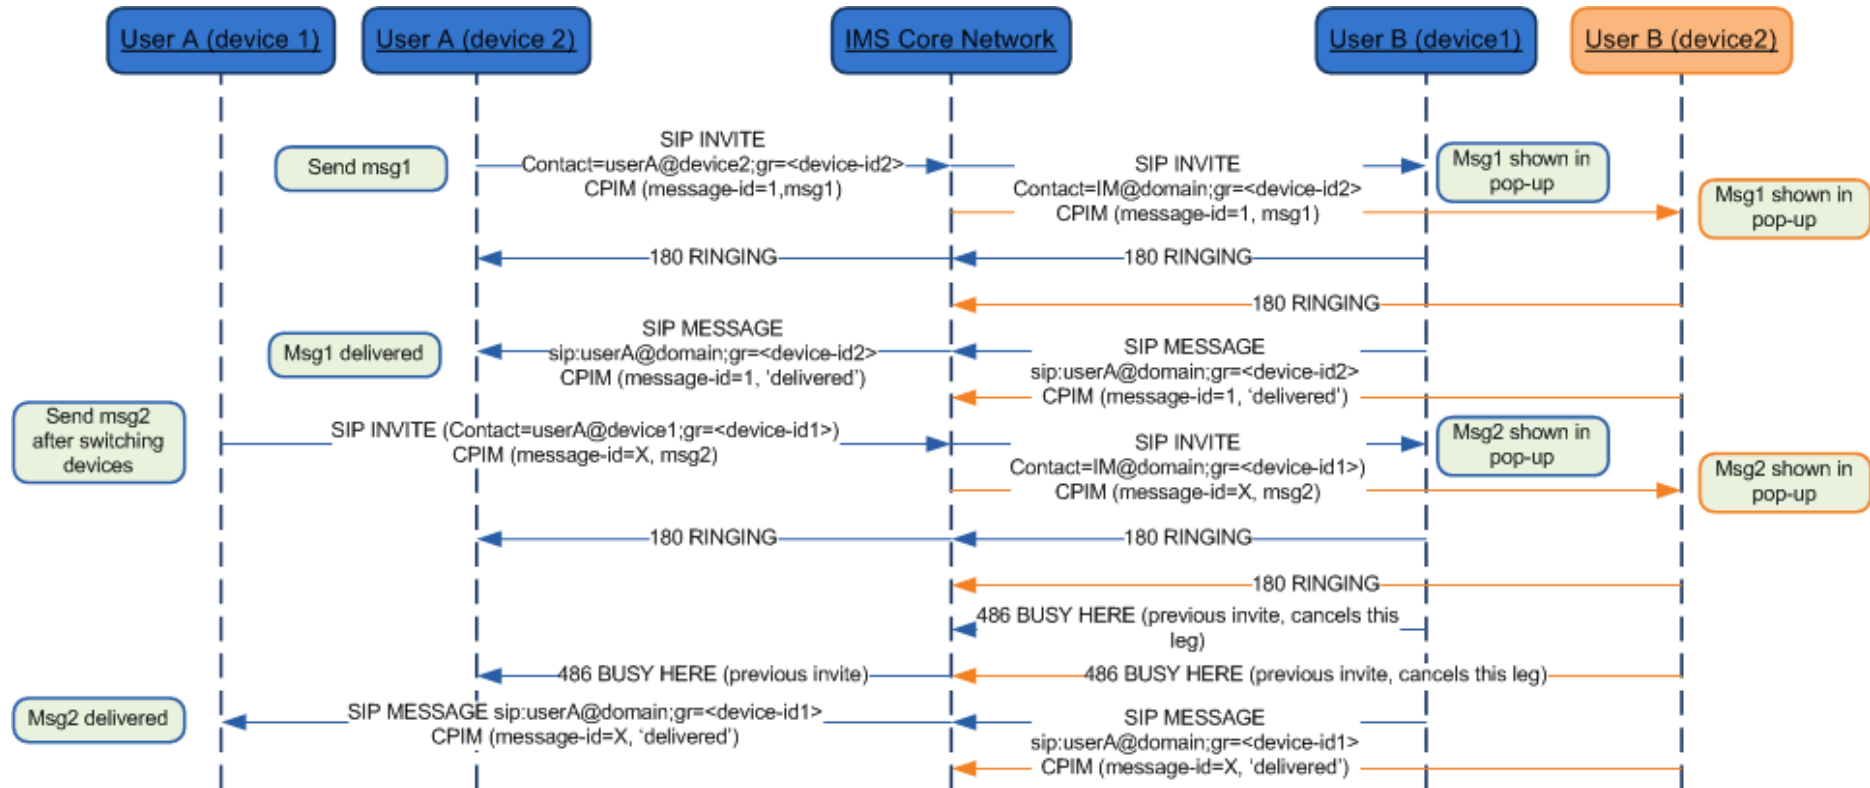 User A (device 1)
User A (device 2)
IMS Core Network
User B (device1)
User B (device2)
Send msg1
SIP INVITE
Contact=userA@device2;gr=<device-id2>
CPIM (message-id=1,msg1)
SIP INVITE
Contact=IM@domain;gr=<device-id2>
CPIM (message-id=1, msg1)
Msg1 shown in
pop-up
Msg1 shown in
pop-up
180 RINGING
180 RINGING
180 RINGING
Msg1 delivered
SIP MESSAGE
sip:userA@domain;gr=<device-id2>
CPIM (message-id=1, ‘delivered’)
SIP MESSAGE
sip:userA@domain;gr=<device-id2>
CPIM (message-id=1, ‘delivered’)
Send msg2
after switching
devices
SIP INVITE (Contact=userA@device1;gr=<device-id1>)
CPIM (message-id=X, msg2)
SIP INVITE
Contact=IM@domain;gr=<device-id1>)
CPIM (message-id=X, msg2)
Msg2 shown in
pop-up
Msg2 shown in
pop-up
180 RINGING
180 RINGING
180 RINGING
486 BUSY HERE (previous invite, cancels this
leg)
486 BUSY HERE (previous invite)
486 BUSY HERE (previous invite, cancels this leg)
Msg2 delivered
SIP MESSAGE sip:userA@domain;gr=<device-id1>
CPIM (message-id=X, ‘delivered’)
SIP MESSAGE
sip:userA@domain;gr=<device-id1>
CPIM (message-id=X, ‘delivered’)